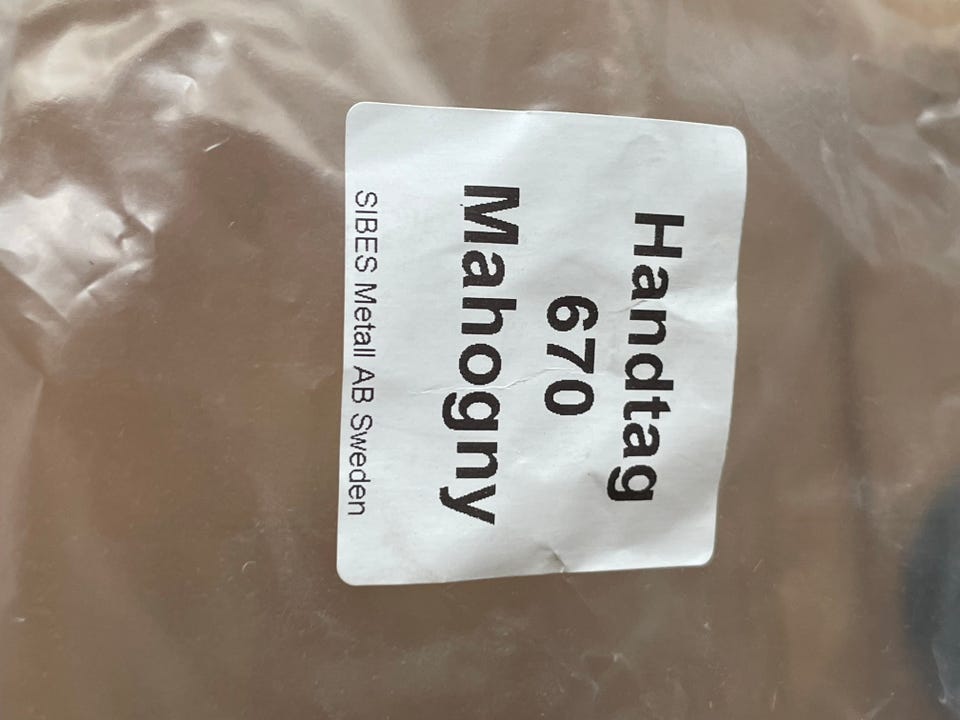 Handtag
670
Mahogny
SIBES Metall AB Sweden